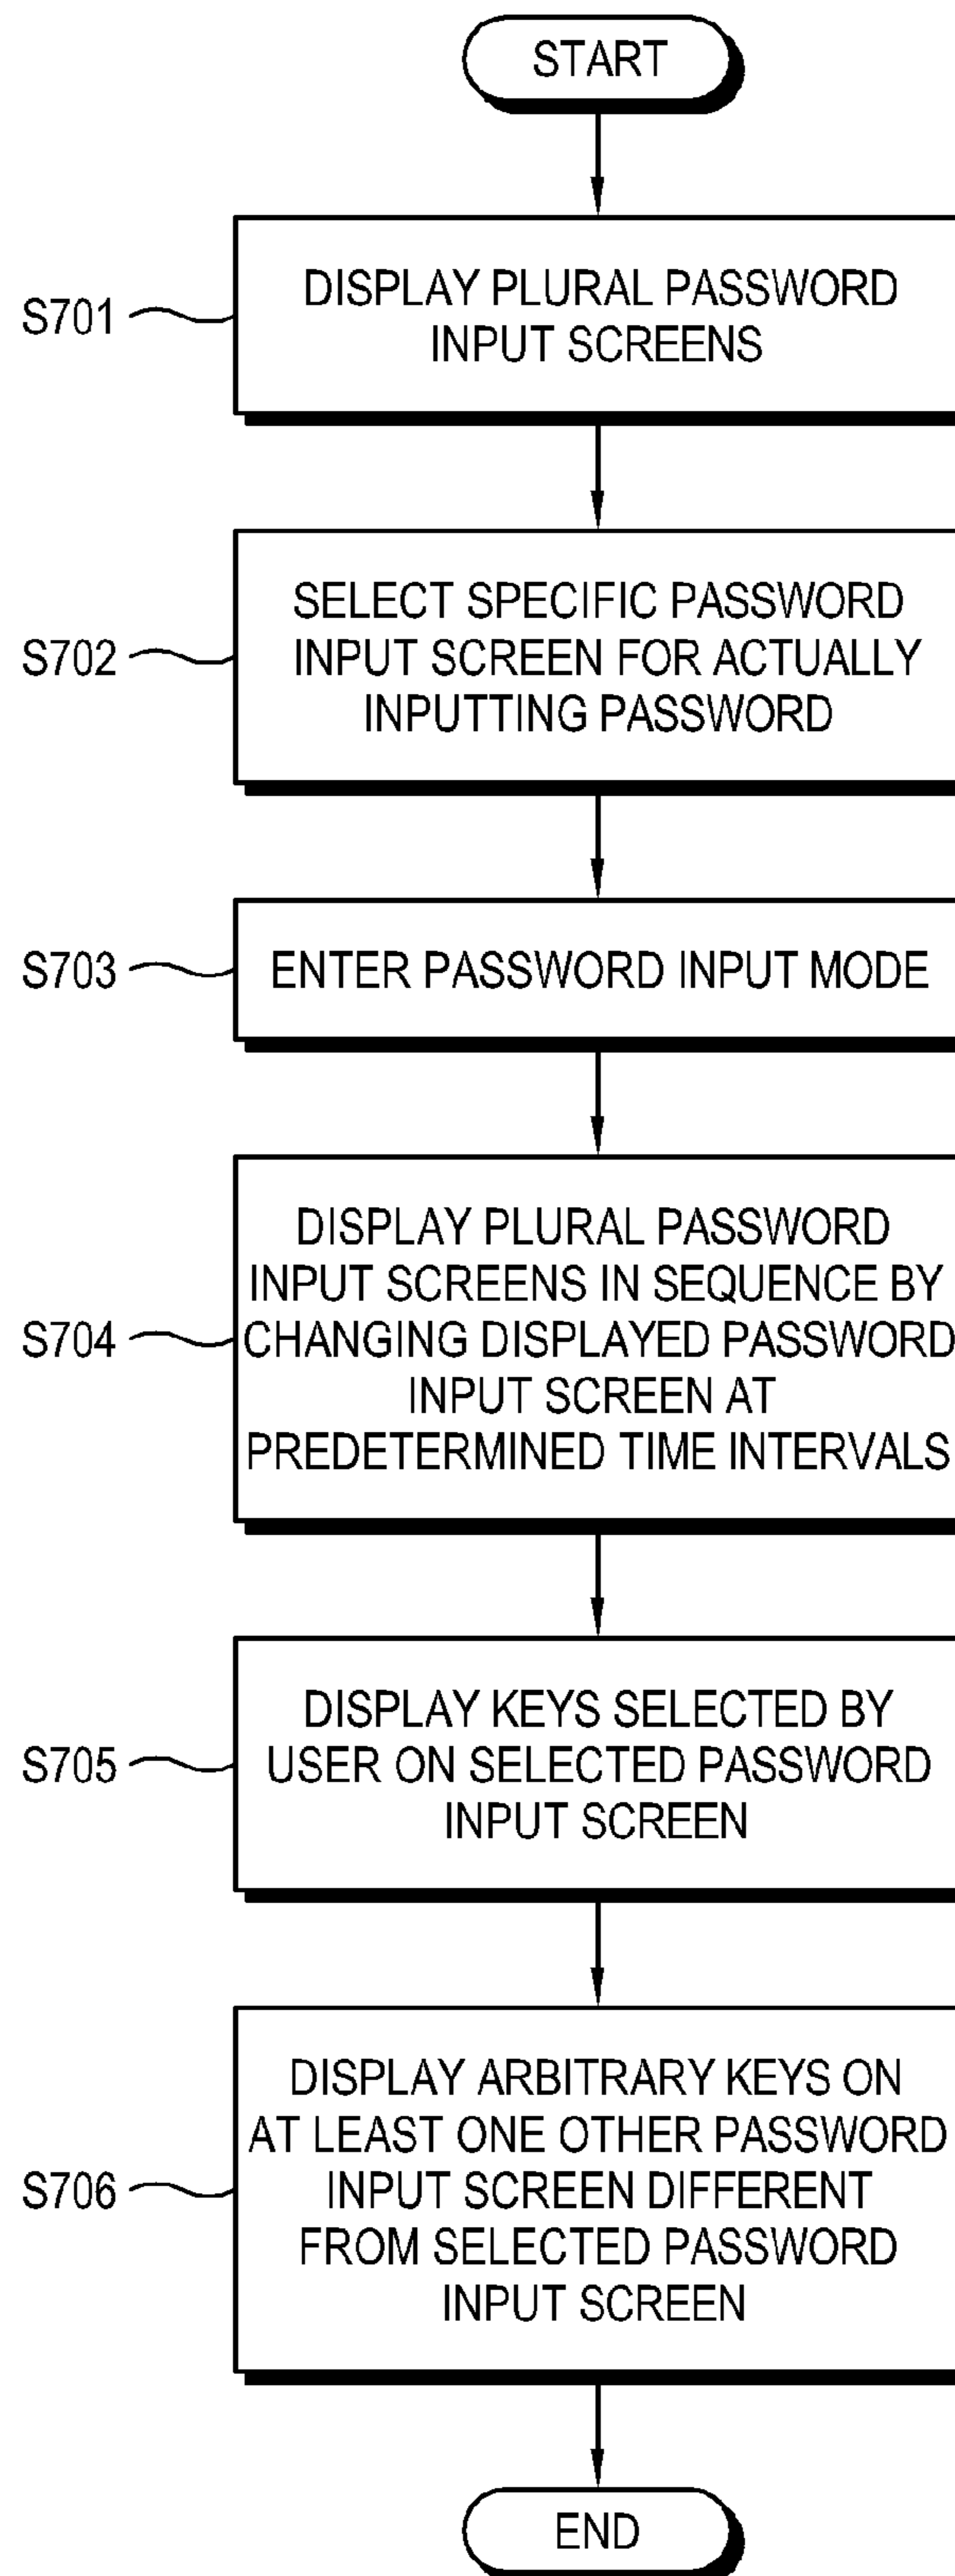 START
S701
DISPLAY PLURAL PASSWORD
INPUT SCREENS
S702
SELECT SPECIFIC PASSWORD
INPUT SCREEN FOR ACTUALLY
INPUTTING PASSWORD
S703
ENTER PASSWORD INPUT MODE
S704
DISPLAY PLURAL PASSWORD
INPUT SCREENS IN SEQUENCE BY
CHANGING DISPLAYED PASSWORD
INPUT SCREEN AT
PREDETERMINED TIME INTERVALS
S705
DISPLAY KEYS SELECTED BY
USER ON SELECTED PASSWORD
INPUT SCREEN
S706
DISPLAY ARBITRARY KEYS ON
AT LEAST ONE OTHER PASSWORD
INPUT SCREEN DIFFERENT
FROM SELECTED PASSWORD
INPUT SCREEN
END